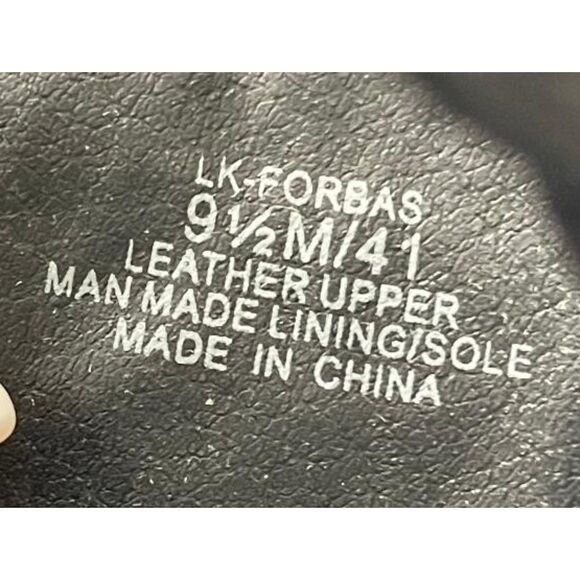 LK-FORBAS
9½M/41
LEATHER UPPER
MAN MADE LINING/SOLE
MADE IN CHINA